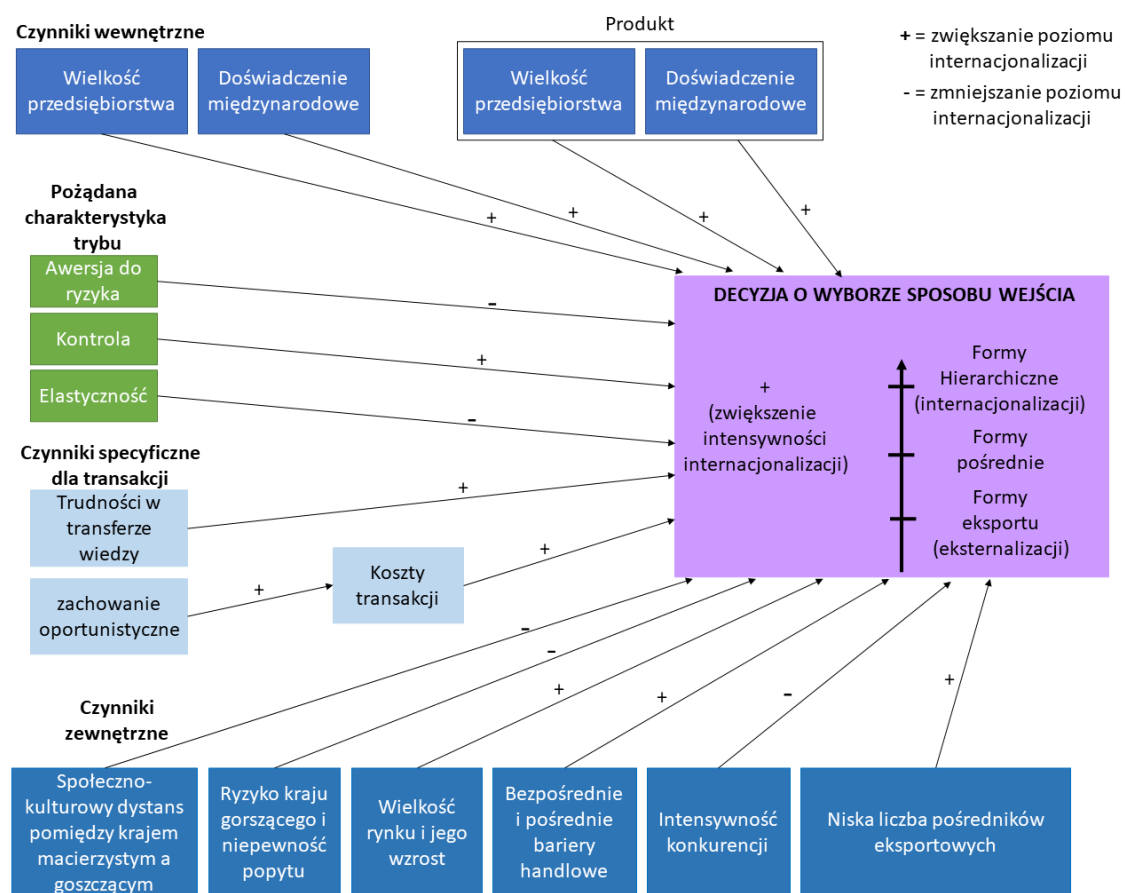 Czynniki wewnętrzne
Wielkość
przedsiębiorstwa
Doświadczenie
międzynarodowe
Produkt
Wielkość
przedsiębiorstwa
Doświadczenie
międzynarodowe
+ = zwiększanie poziomu
internacjonalizacji
- = zmniejszanie poziomu
internacjonalizacji
+
+
+
+
Pożądana
charakterystyka
trybu
Awersja do
ryzyka
-
Kontrola
+
Elastyczność
-
DECYZJA O WYBORZE SPOSOBU WEJŚCIA
+
(zwiększenie
intensywności
internacjonalizacji)
Formy
Hierarchiczne
(internacjonalizacji)
Formy
pośrednie
Formy
eksportu
(eksternalizacji)
Czynniki specyficzne
dla transakcji
Trudności w
transferze
wiedzy
+
zachowanie
oportunistyczne
+
Koszty
transakcji
+
Czynniki
zewnętrzne
-
-
+
+
-
+
Społeczno-
kulturowy dystans
pomiędzy krajem
macierzystym a
goszczącym
Ryzyko kraju
gorszącego i
niepewność
popytu
Wielkość
rynku i jego
wzrost
Bezpośrednie
i pośrednie
bariery
handlowe
Intensywność
konkurencji
Niska liczba pośredników
eksportowych